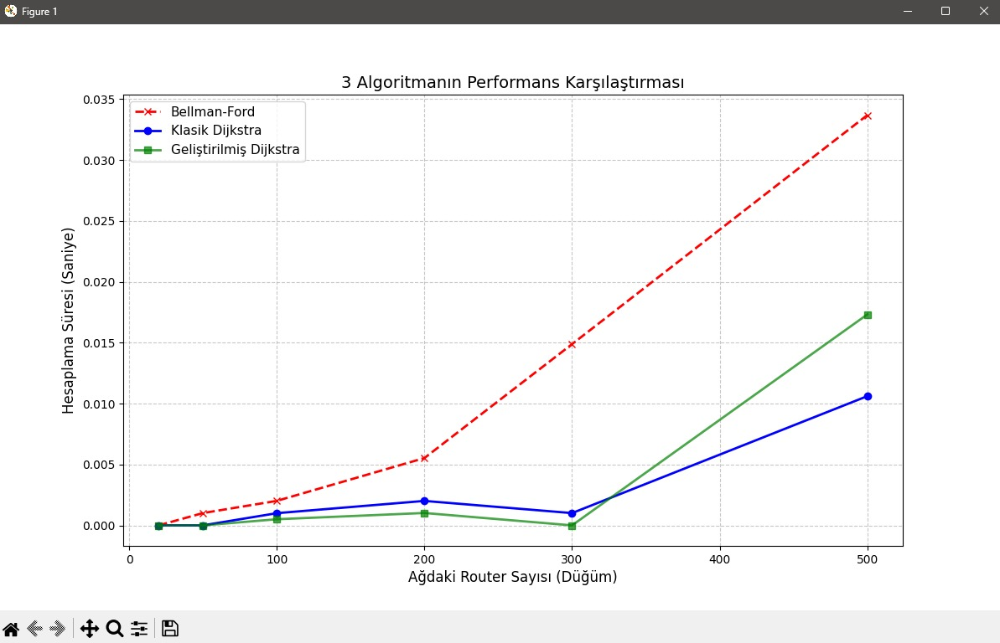 Figure 1
3 Algoritmanın Performans Karşılaştırması
Bellman-Ford
Klasik Dijkstra
Geliştirilmiş Dijkstra
Hesaplama Süresi (Saniye)
0.035
0.030
0.025
0.020
0.015
0.010
0.005
0.000
0 100 200 300 400 500
Ağdaki Router Sayısı (Düğüm)